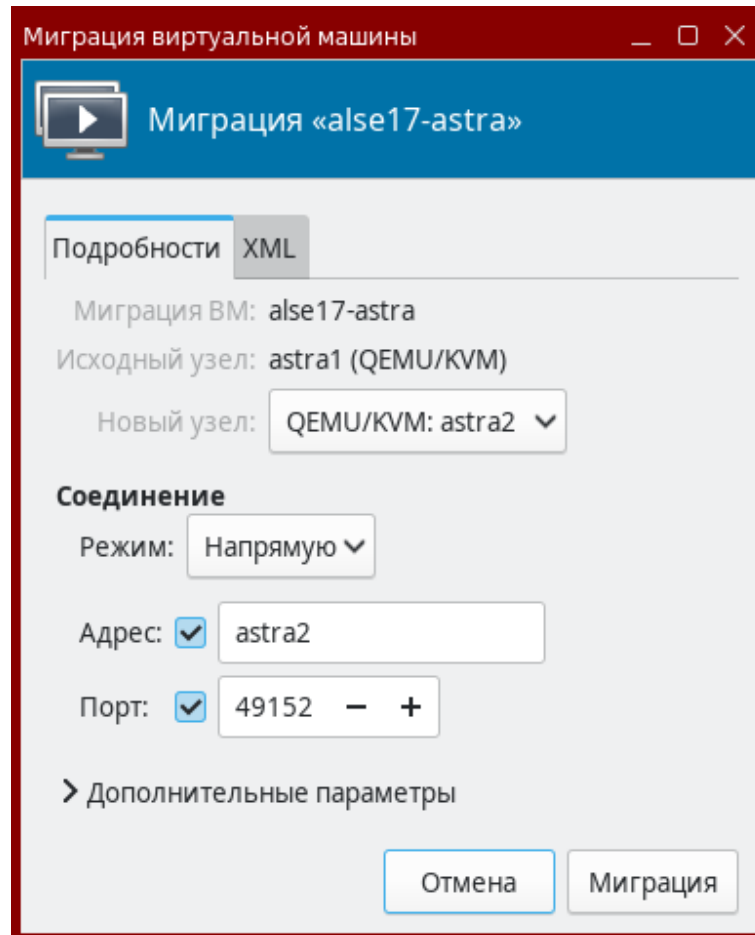 Миграция виртуальной машины
Миграция «alse17-astra»
Подробности XML
Миграция ВМ: alse17-astra
Исходный узел: astra1 (QEMU/KVM)
Новый узел: QEMU/KVM: astra2
Соединение
Режим: Напрямую
Адрес: astra2
Порт: 49152 − +
Дополнительные параметры
Отмена Миграция